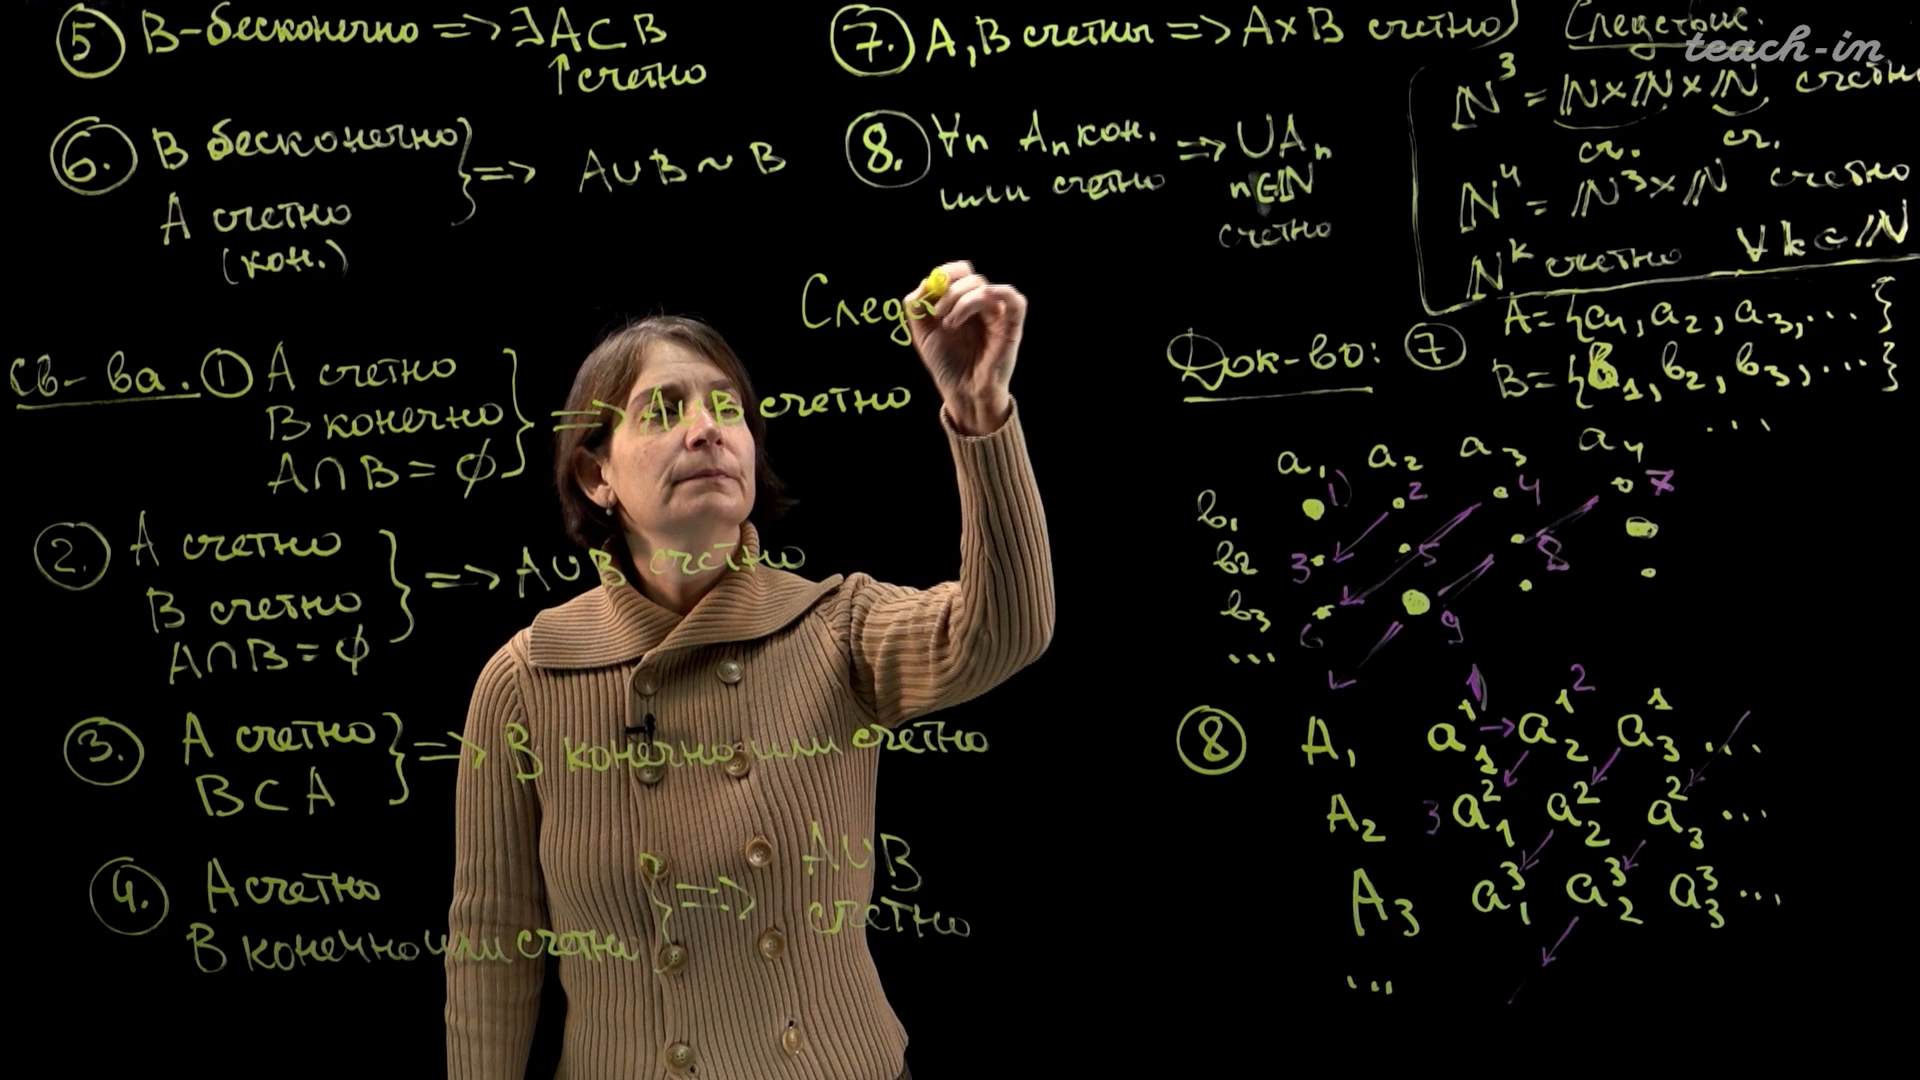 ⑤ B-бесконечно => ∃A⊂B
↑счетно
⑥. B бесконечно } => A∪B ~ B
A счетно
(кон.)
Св-ва. ① A счетно
B конечно } => A∪B счетно
A∩B = ∅
②. A счетно
B счетно } => A∪B счетно
A∩B = ∅
③. A счетно } => B конечно или счетно
B⊂A
④. A счетно
B конечно или счетно } => A∪B
счетно
⑦. A, B счетны => A×B счетно
⑧. ∀n Aₙ кон. => ∪Aₙ
или счетно n∈ℕ
счетно
Следст
Следствие.
teach-in
ℕ³ = ℕ×ℕ×ℕ
сч. сч.
ℕ⁴ = ℕ³×ℕ счетно
ℕᵏ счетно ∀k∈ℕ
Док-во: ⑦ A={a₁, a₂, a₃, ...}
B={b₁, b₂, b₃, ...}
...
a₁ a₂ a₃ a₄
b₁ 1) 2 4 7
b₂ 3 5 8
b₃ 6 9
...
1) 2
⑧ A₁ a₁¹ a₂¹ a₃¹ ...
A₂ 3 a₁² a₂² a₃² ...
A₃ a₁³ a₂³ a₃³ ...
...